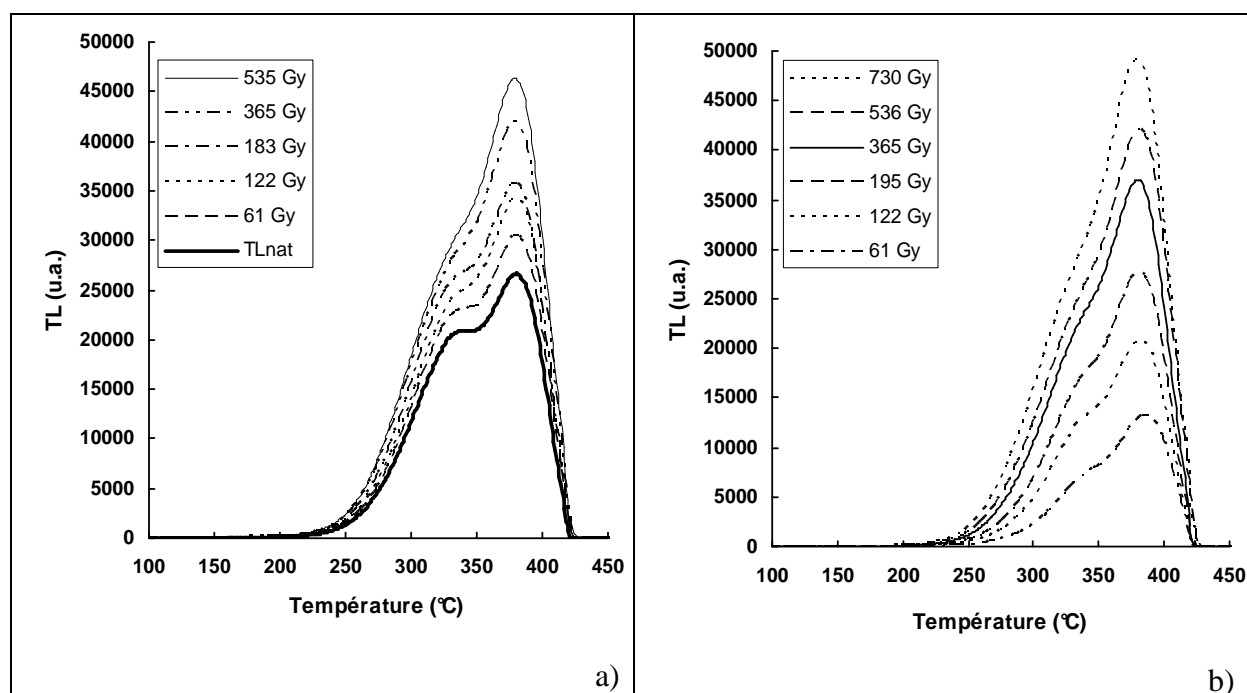 50000
45000
40000
35000
30000
25000
20000
15000
10000
5000
0
TL (u.a.)
535 Gy
365 Gy
183 Gy
122 Gy
61 Gy
TLnat
100 150 200 250 300 350 400 450
Température (°C)
a)
50000
45000
40000
35000
30000
25000
20000
15000
10000
5000
0
TL (u.a.)
730 Gy
536 Gy
365 Gy
195 Gy
122 Gy
61 Gy
100 150 200 250 300 350 400 450
Température (°C)
b)